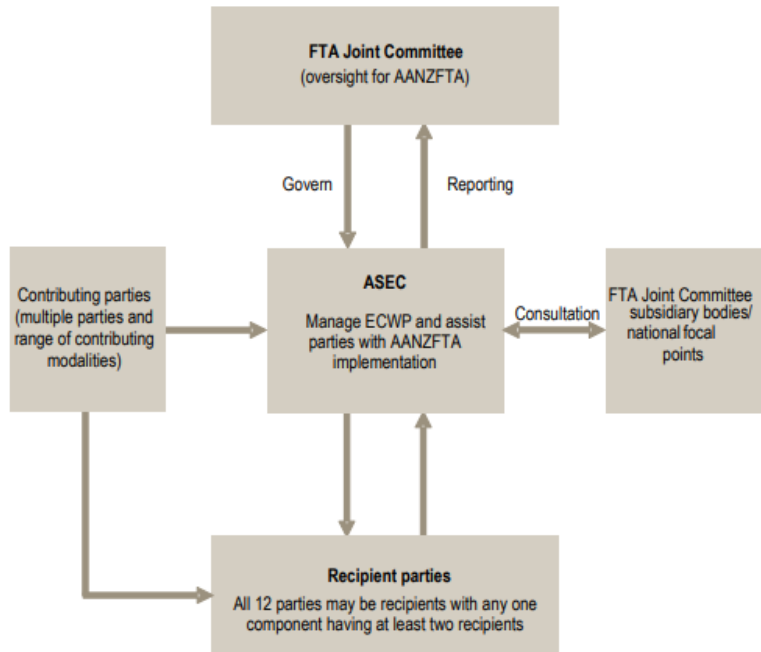 FTA Joint Committee
(oversight for AANZFTA)
Govern
Reporting
Contributing parties
(multiple parties and
range of contributing
modalities)
ASEC
Manage ECWP and assist
parties with AANZFTA
implementation
Consultation
FTA Joint Committee
subsidiary bodies/
national focal
points
Recipient parties
All 12 parties may be recipients with any one
component having at least two recipients